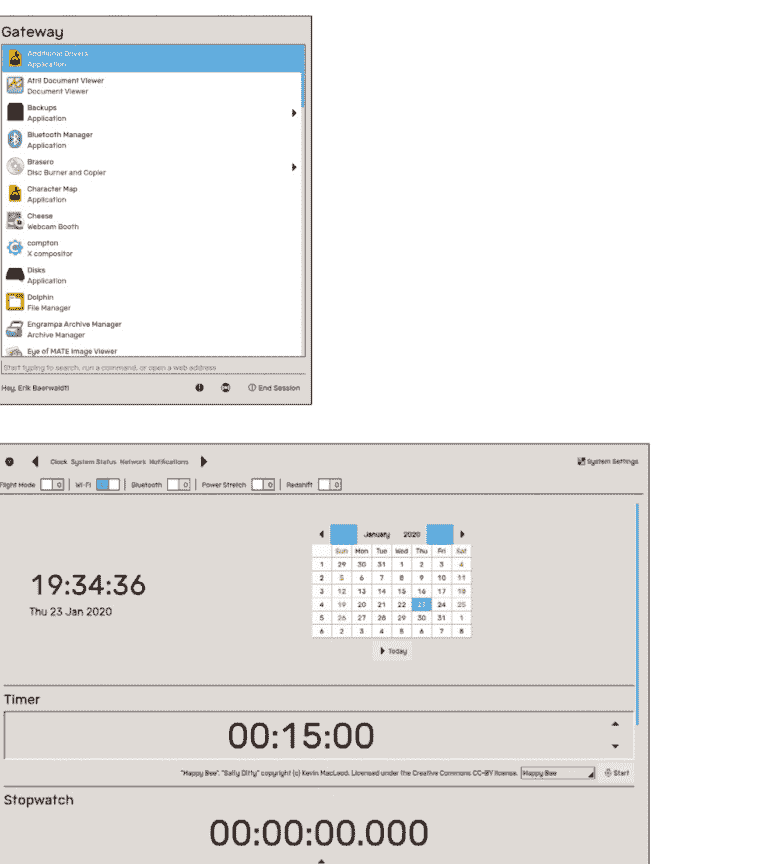 Gateway
Additional Drivers
Application
Atril Document Viewer
Document Viewer
Backups
Application
Bluetooth Manager
Application
Brasero
Disc Burner and Copier
Character Map
Application
Cheese
Webcam Booth
compton
X compositor
Disks
Application
Dolphin
File Manager
Engrampa Archive Manager
Archive Manager
Eye of MATE Image Viewer
Start typing to search, run a command, or open a web address
Hey, Erik Baerwaldt!
End Session
Clock System Status Network Notifications
System Settings
Flight Mode 0 | Wi-Fi | Bluetooth 0 | Power Stretch 0 | Redshift 0
January 2020
Sun Mon Tue Wed Thu Fri Sat
1 29 30 31 1 2 3 4
2 5 6 7 8 9 10 11
3 12 13 14 15 16 17 18
4 19 20 21 22 23 24 25
5 26 27 28 29 30 31 1
6 2 3 4 5 6 7 8
Today
19:34:36
Thu 23 Jan 2020
Timer
00:15:00
"Happy Bee", "Sally Ditty" copyright (c) Kevin MacLeod. Licensed under the Creative Commons CC-BY license. Happy Bee Start
Stopwatch
00:00:00.000